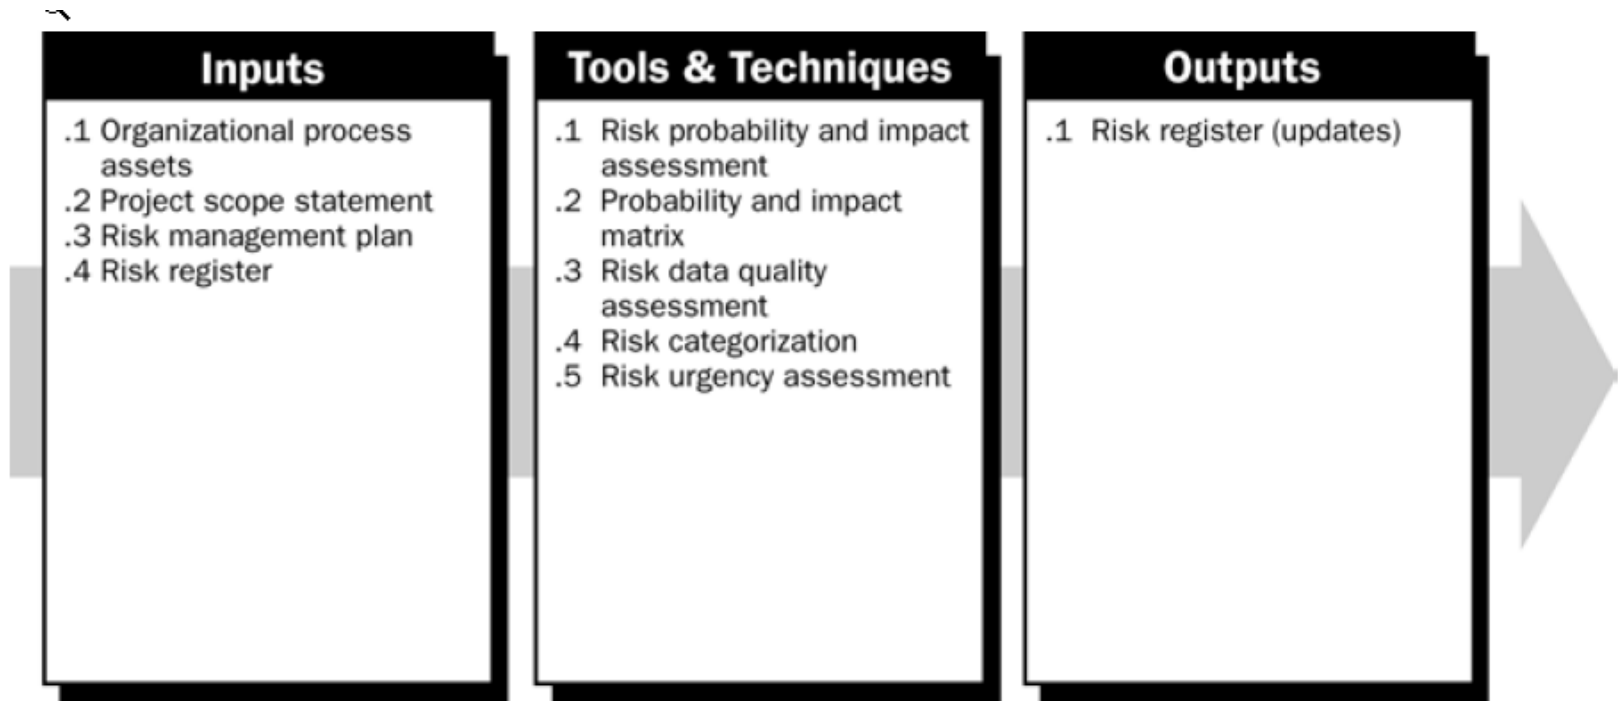 Inputs
.1 Organizational process
assets
.2 Project scope statement
.3 Risk management plan
.4 Risk register
Tools & Techniques
.1 Risk probability and impact
assessment
.2 Probability and impact
matrix
.3 Risk data quality
assessment
.4 Risk categorization
.5 Risk urgency assessment
Outputs
.1 Risk register (updates)